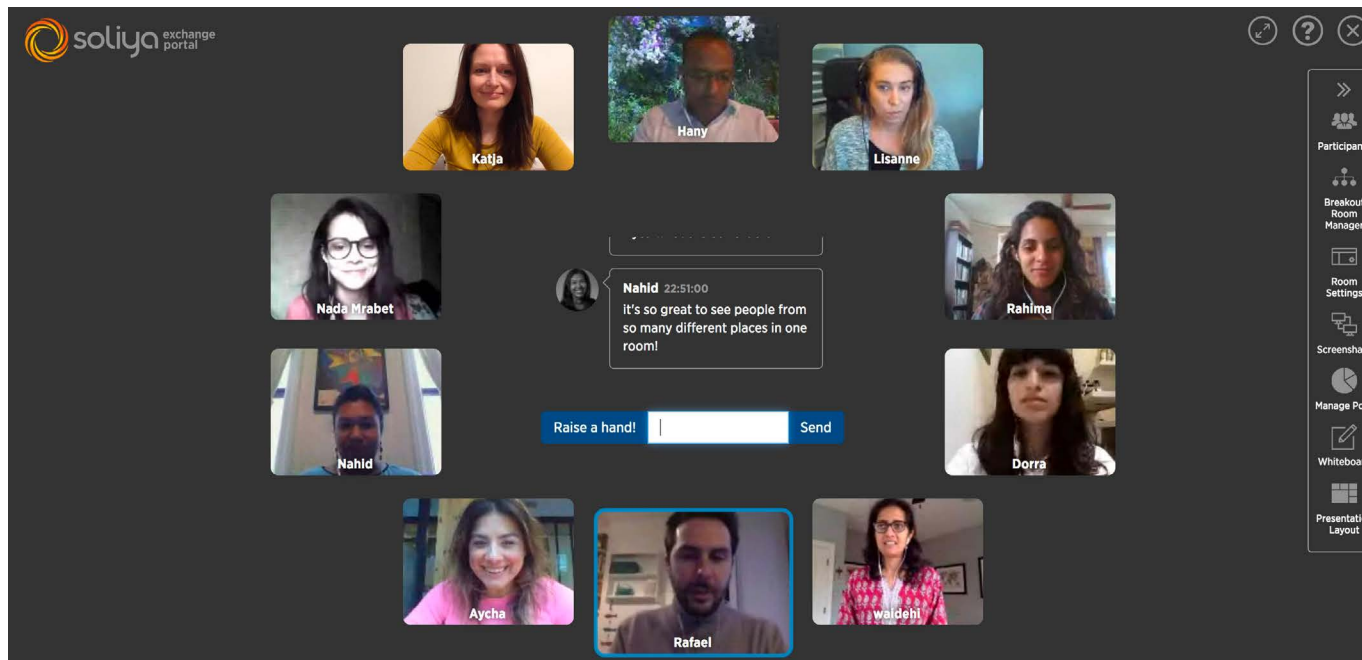 soliya exchange
portal
Katja
Hany
Lisanne
Nada Mrabet
Rahima
Nahid 22:51:00
it's so great to see people from
so many different places in one
room!
Nahid
Dorra
Raise a hand!
Send
Aycha
Rafael
waidehi
?
Participan
Breakout
Room
Manager
Room
Settings
Screensha
Manage Po
Whiteboa
Presentati
Layout